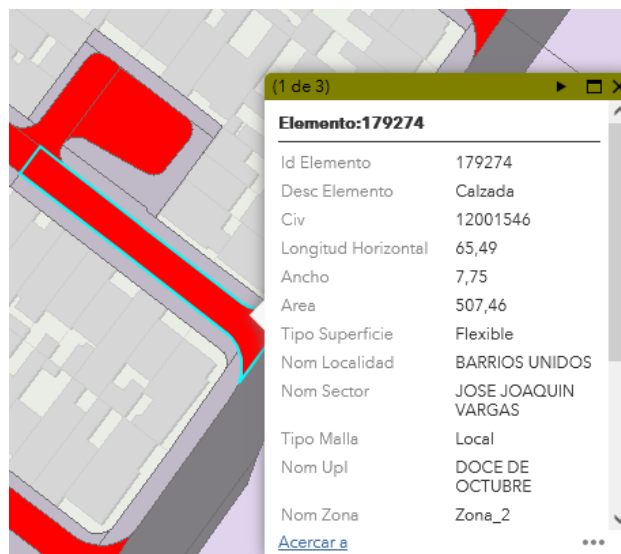 (1 de 3)
Elemento:179274
Id Elemento 179274
Desc Elemento Calzada
Civ 12001546
Longitud Horizontal 65,49
Ancho 7,75
Area 507,46
Tipo Superficie Flexible
Nom Localidad BARRIOS UNIDOS
Nom Sector JOSE JOAQUIN
VARGAS
Tipo Malla Local
Nom Upl DOCE DE
OCTUBRE
Nom Zona Zona_2
Acercar a